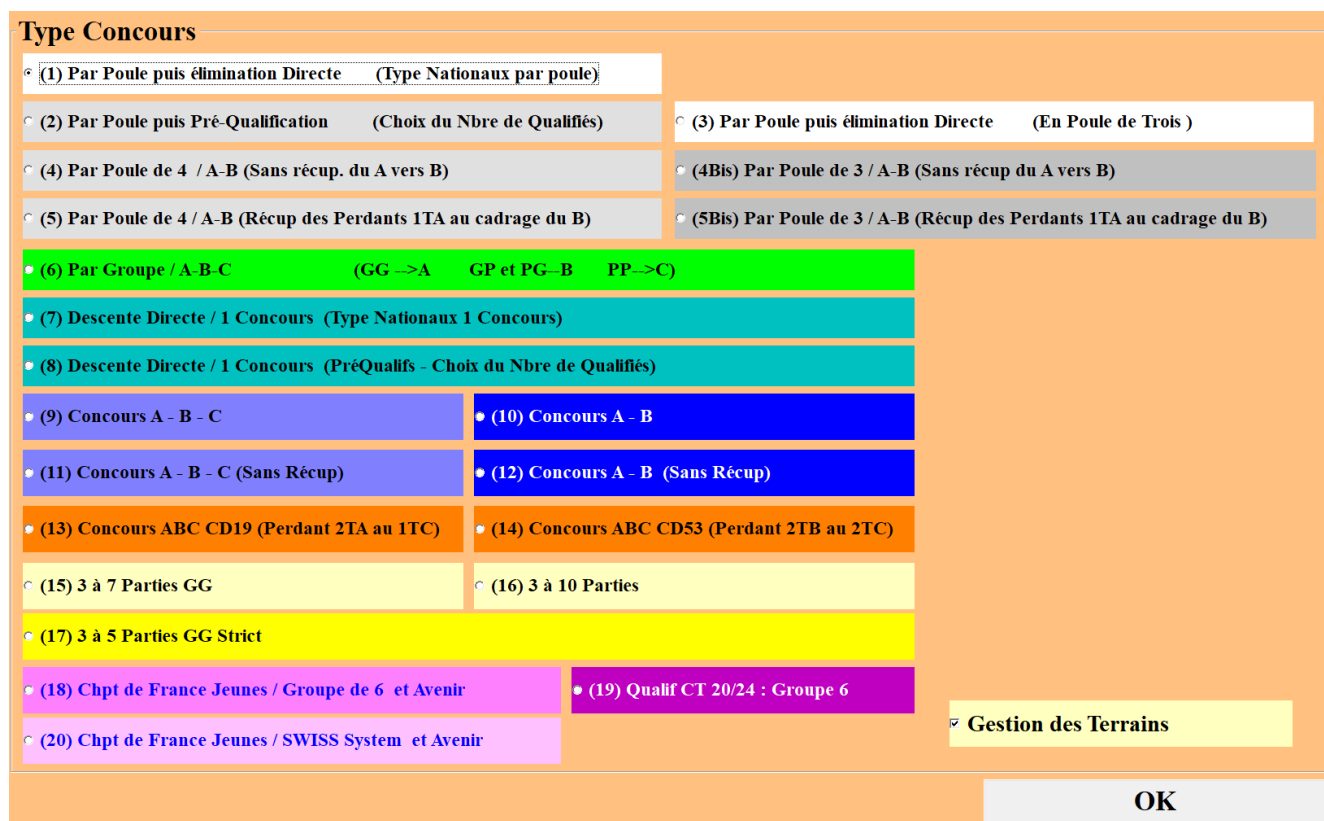 Type Concours
(1) Par Poule puis élimination Directe (Type Nationaux par poule)
(2) Par Poule puis Pré-Qualification (Choix du Nbre de Qualifiés)
(3) Par Poule puis élimination Directe (En Poule de Trois )
(4) Par Poule de 4 / A-B (Sans récup. du A vers B)
(4Bis) Par Poule de 3 / A-B (Sans récup du A vers B)
(5) Par Poule de 4 / A-B (Récup des Perdants 1TA au cadrage du B)
(5Bis) Par Poule de 3 / A-B (Récup des Perdants 1TA au cadrage du B)
(6) Par Groupe / A-B-C (GG -->A GP et PG--B PP-->C)
(7) Descente Directe / 1 Concours (Type Nationaux 1 Concours)
(8) Descente Directe / 1 Concours (PréQualifs - Choix du Nbre de Qualifiés)
(9) Concours A - B - C
(10) Concours A - B
(11) Concours A - B - C (Sans Récup)
(12) Concours A - B (Sans Récup)
(13) Concours ABC CD19 (Perdant 2TA au 1TC)
(14) Concours ABC CD53 (Perdant 2TB au 2TC)
(15) 3 à 7 Parties GG
(16) 3 à 10 Parties
(17) 3 à 5 Parties GG Strict
(18) Chpt de France Jeunes / Groupe de 6 et Avenir
(19) Qualif CT 20/24 : Groupe 6
(20) Chpt de France Jeunes / SWISS System et Avenir
Gestion des Terrains
OK